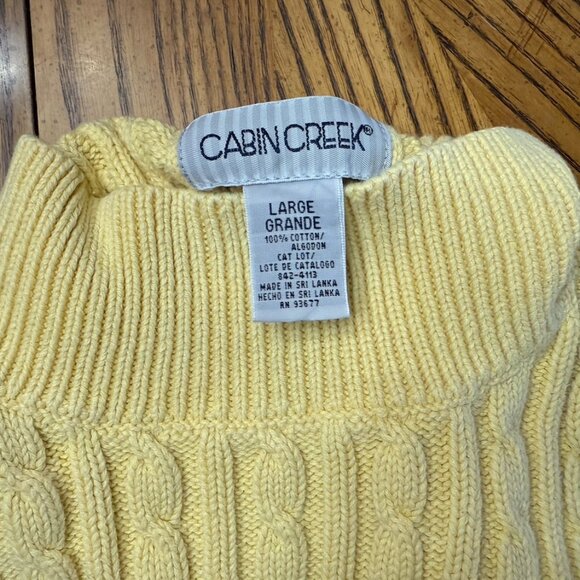 CABIN CREEK®
LARGE
GRANDE
100% COTTON/
ALGODON
CAT LOT/
LOTE DE CATALOGO
842-4113
MADE IN SRI LANKA
HECHO EN SRI LANKA
RN 93677